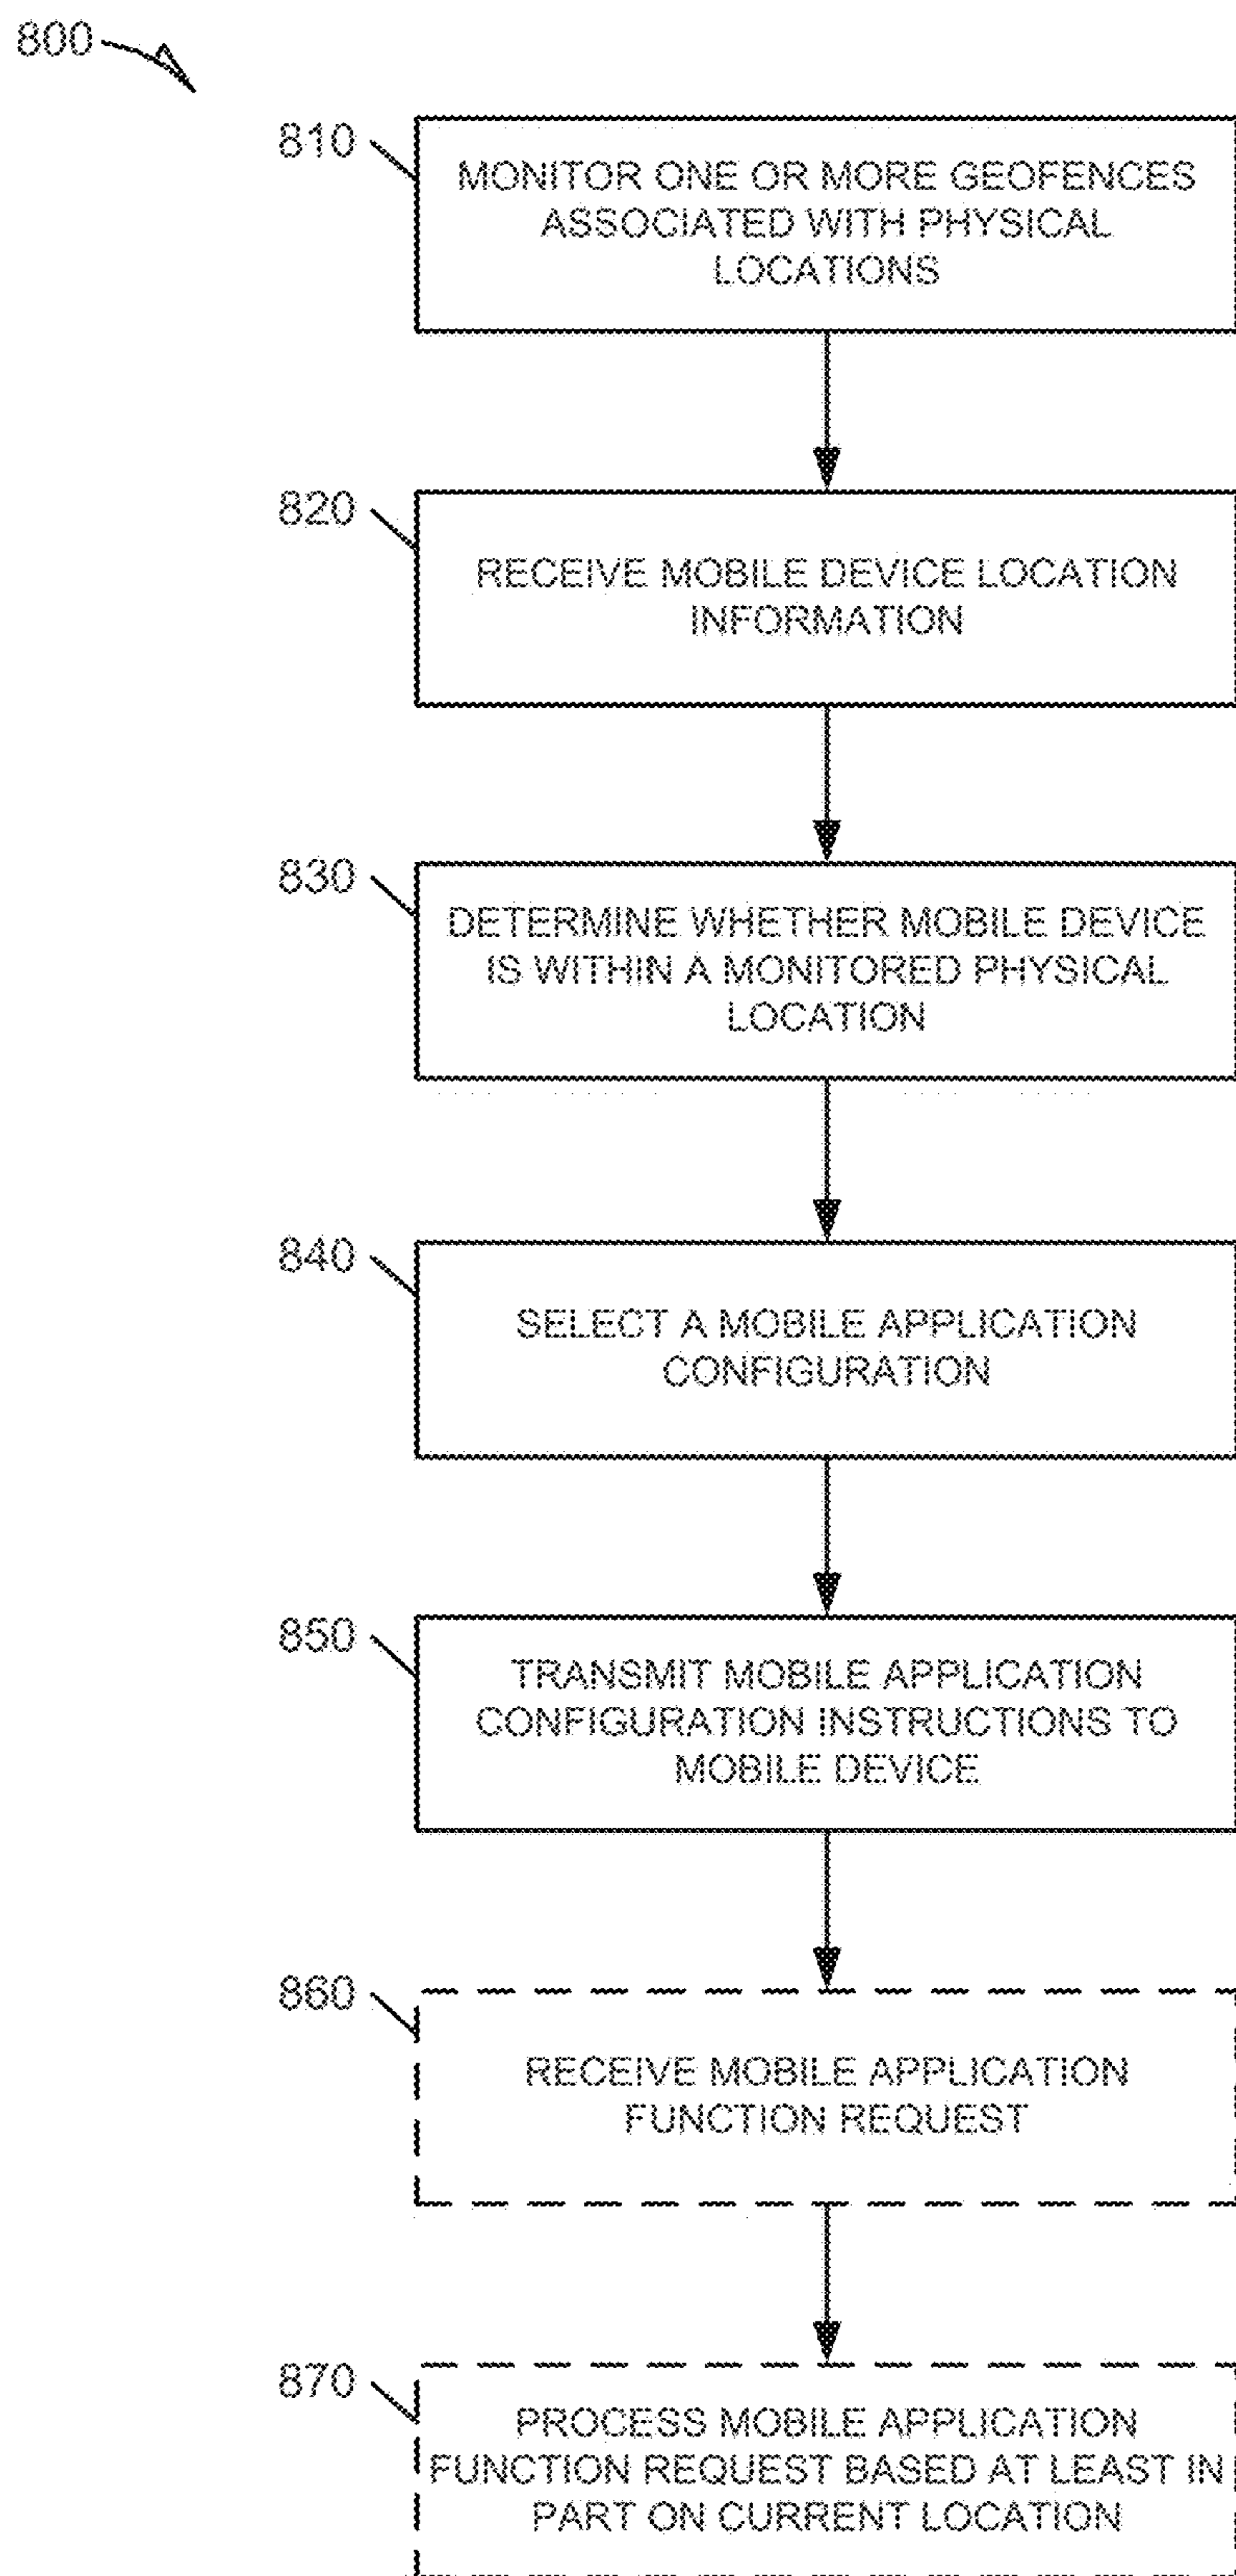 800
810
MONITOR ONE OR MORE GEOFENCES
ASSOCIATED WITH PHYSICAL
LOCATIONS
820
RECEIVE MOBILE DEVICE LOCATION
INFORMATION
830
DETERMINE WHETHER MOBILE DEVICE
IS WITHIN A MONITORED PHYSICAL
LOCATION
840
SELECT A MOBILE APPLICATION
CONFIGURATION
850
TRANSMIT MOBILE APPLICATION
CONFIGURATION INSTRUCTIONS TO
MOBILE DEVICE
860
RECEIVE MOBILE APPLICATION
FUNCTION REQUEST
870
PROCESS MOBILE APPLICATION
FUNCTION REQUEST BASED AT LEAST IN
PART ON CURRENT LOCATION